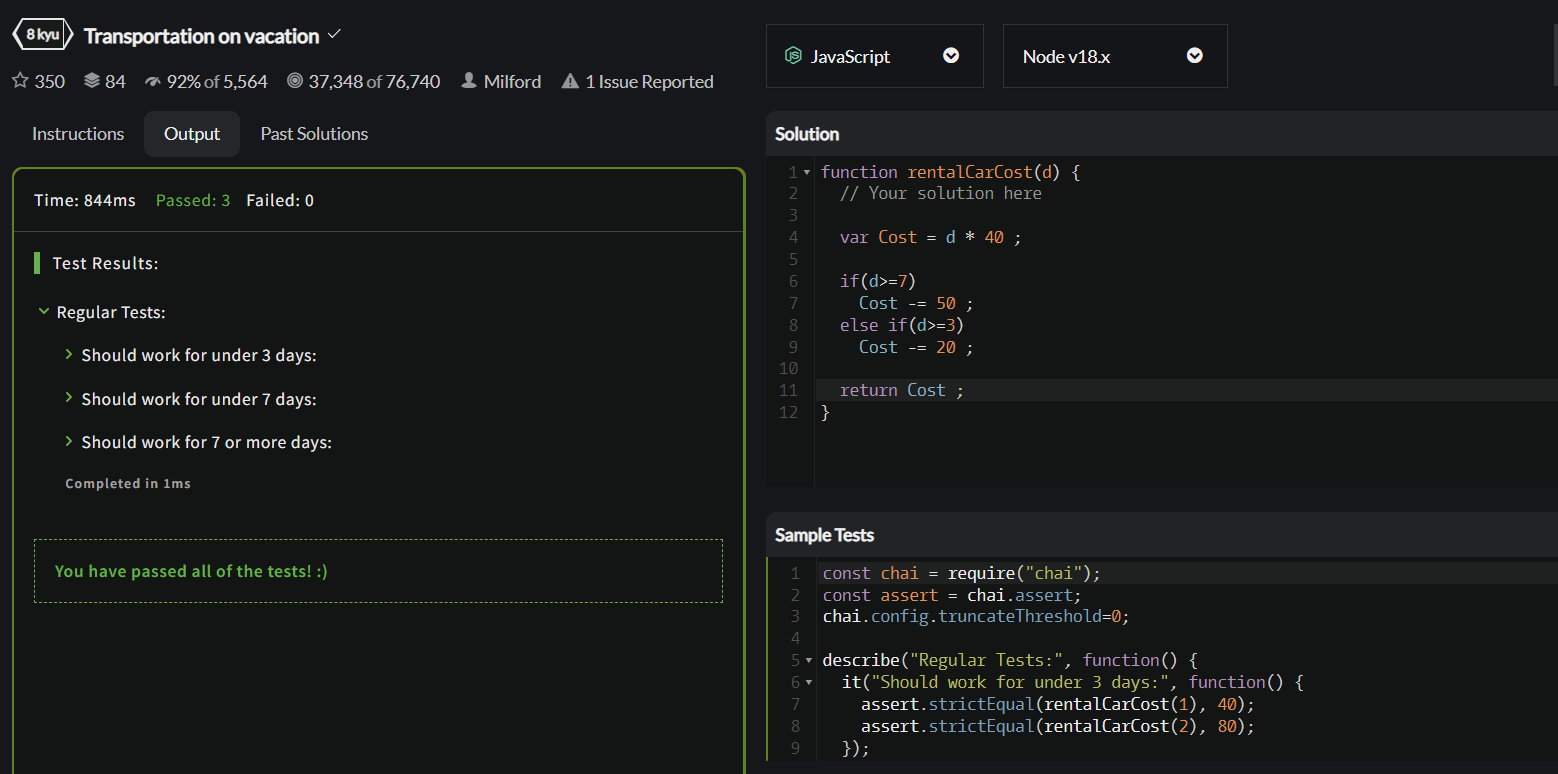 8 kyu Transportation on vacation
350 84 92% of 5,564 37,348 of 76,740 Milford 1 Issue Reported
Instructions Output Past Solutions
Time: 844ms Passed: 3 Failed: 0
Test Results:
Regular Tests:
Should work for under 3 days:
Should work for under 7 days:
Should work for 7 or more days:
Completed in 1ms
You have passed all of the tests! :)
JS JavaScript Node v18.x
Solution
1 function rentalCarCost(d) {
2 // Your solution here
3
4 var Cost = d * 40 ;
5
6 if(d>=7)
7 Cost -= 50 ;
8 else if(d>=3)
9 Cost -= 20 ;
10
11 return Cost ;
12 }
Sample Tests
1 const chai = require("chai");
2 const assert = chai.assert;
3 chai.config.truncateThreshold=0;
4
5 describe("Regular Tests:", function() {
6 it("Should work for under 3 days:", function() {
7 assert.strictEqual(rentalCarCost(1), 40);
8 assert.strictEqual(rentalCarCost(2), 80);
9 });